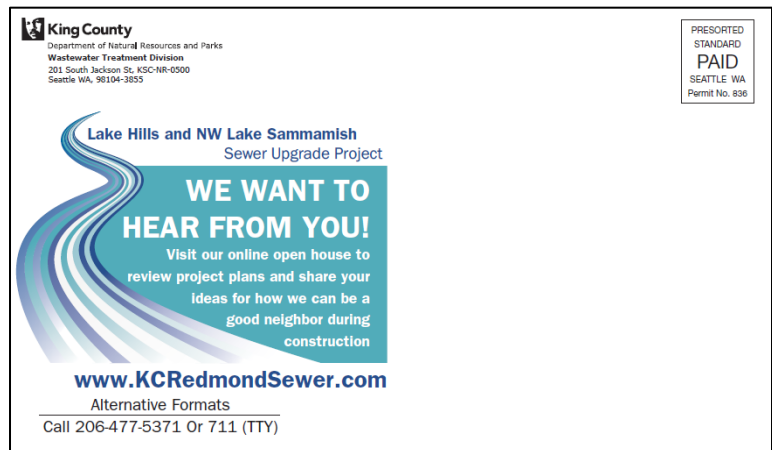 King County
Department of Natural Resources and Parks
Wastewater Treatment Division
201 South Jackson St, KSC-NR-0500
Seattle WA, 98104-3855
PRESORTED
STANDARD
PAID
SEATTLE WA
Permit No. 836
Lake Hills and NW Lake Sammamish
Sewer Upgrade Project
WE WANT TO
HEAR FROM YOU!
Visit our online open house to
review project plans and share your
ideas for how we can be a
good neighbor during
construction
www.KCRedmondSewer.com
Alternative Formats
Call 206-477-5371 Or 711 (TTY)